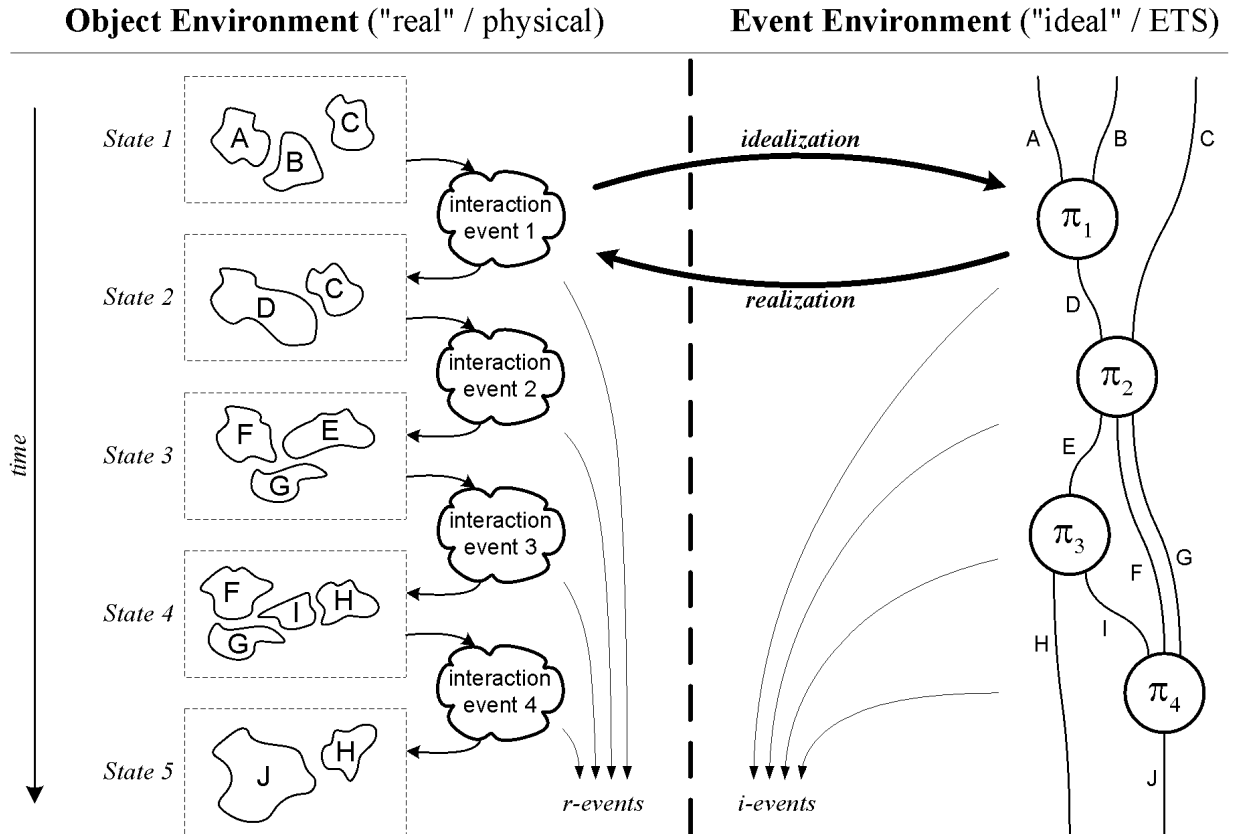 Object Environment ("real" / physical)
Event Environment ("ideal" / ETS)
time
State 1
A
B
C
interaction
event 1
State 2
D
C
interaction
event 2
State 3
F
E
G
interaction
event 3
State 4
F
I
H
G
interaction
event 4
State 5
J
H
r-events
idealization
realization
i-events
A
B
C
π1
D
π2
E
F
G
π3
H
I
π4
J